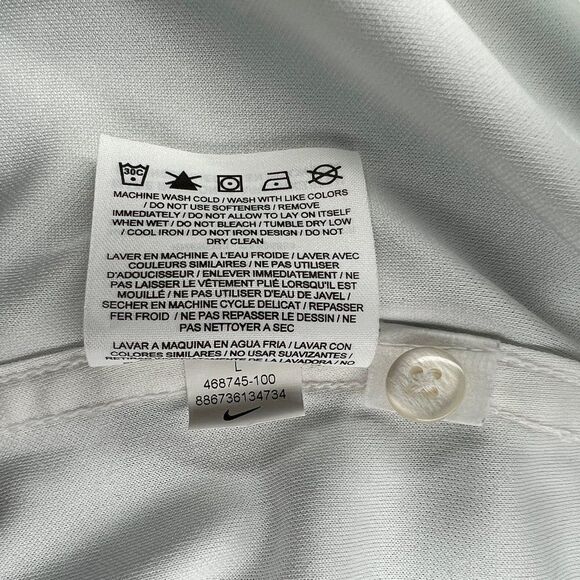 30C
MACHINE WASH COLD / WASH WITH LIKE COLORS
/ DO NOT USE SOFTENERS / REMOVE
IMMEDIATELY / DO NOT ALLOW TO LAY ON ITSELF
WHEN WET / DO NOT BLEACH / TUMBLE DRY LOW
/ COOL IRON / DO NOT IRON DESIGN / DO NOT
DRY CLEAN
LAVER EN MACHINE A L'EAU FROIDE / LAVER AVEC
COULEURS SIMILAIRES / NE PAS UTILISER
D'ADOUCISSEUR / ENLEVER IMMEDIATEMENT / NE
PAS LAISSER LE VÊTEMENT PLIÉ LORSQU'IL EST
MOUILLÉ / NE PAS UTILISER D'EAU DE JAVEL /
SECHER EN MACHINE CYCLE DELICAT / REPASSER
FER FROID / NE PAS REPASSER LE DESSIN / NE
PAS NETTOYER A SEC
LAVAR A MAQUINA EN AGUA FRIA / LAVAR CON
COLORES SIMILARES / NO USAR SUAVIZANTES /
DE LA LAVADORA / NO
L
468745-100
886736134734